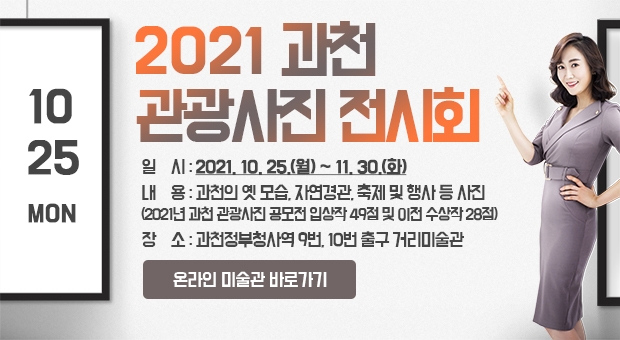 10
25
MON
2021 과천
관광사진 전시회
일 시 : 2021. 10. 25.(월) ~ 11. 30.(화)
내 용 : 과천의 옛 모습, 자연경관, 축제 및 행사 등 사진
(2021년 과천 관광사진 공모전 입상작 49점 및 이전 수상작 28점)
장 소 : 과천정부청사역 9번, 10번 출구 거리미술관
온라인 미술관 바로가기